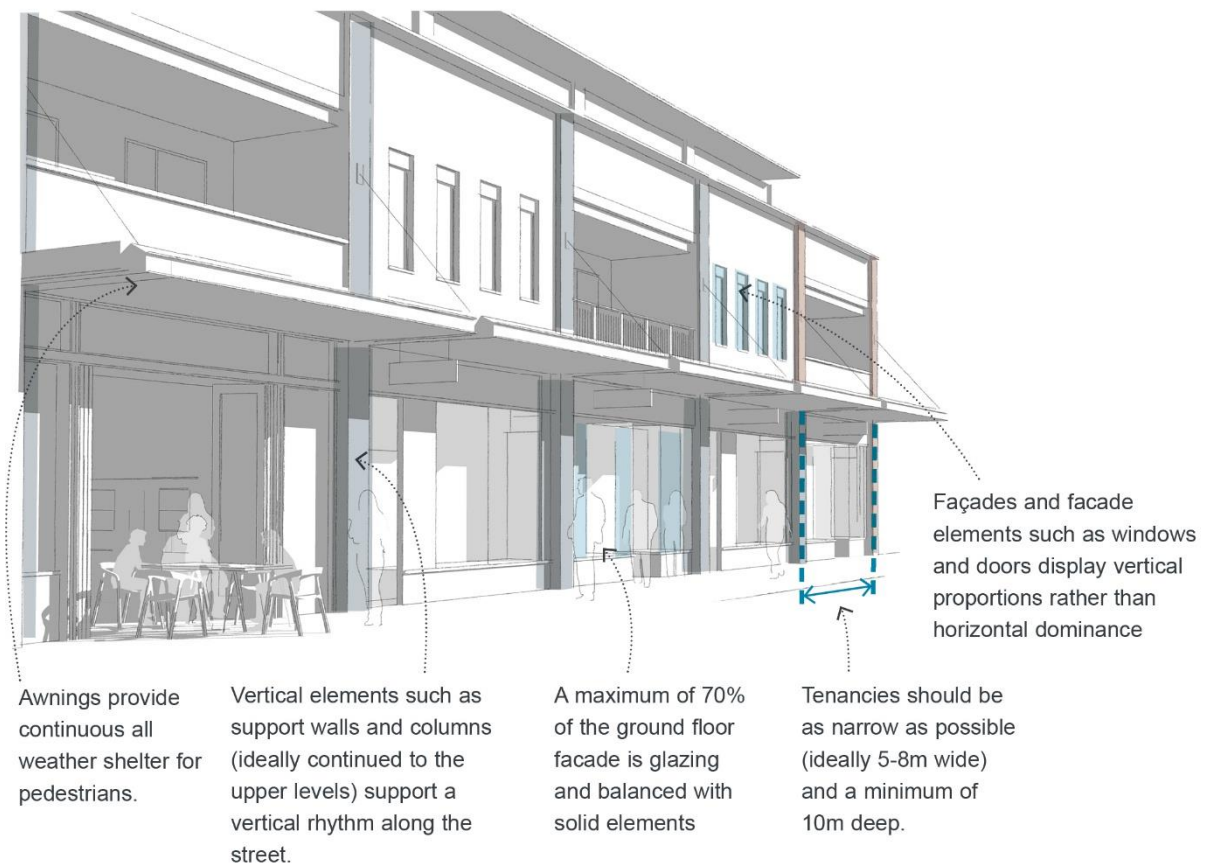 Façades and facade
elements such as windows
and doors display vertical
proportions rather than
horizontal dominance
Awnings provide
continuous all
weather shelter for
pedestrians.
Vertical elements such as
support walls and columns
(ideally continued to the
upper levels) support a
vertical rhythm along the
street.
A maximum of 70%
of the ground floor
facade is glazing
and balanced with
solid elements
Tenancies should be
as narrow as possible
(ideally 5-8m wide)
and a minimum of
10m deep.